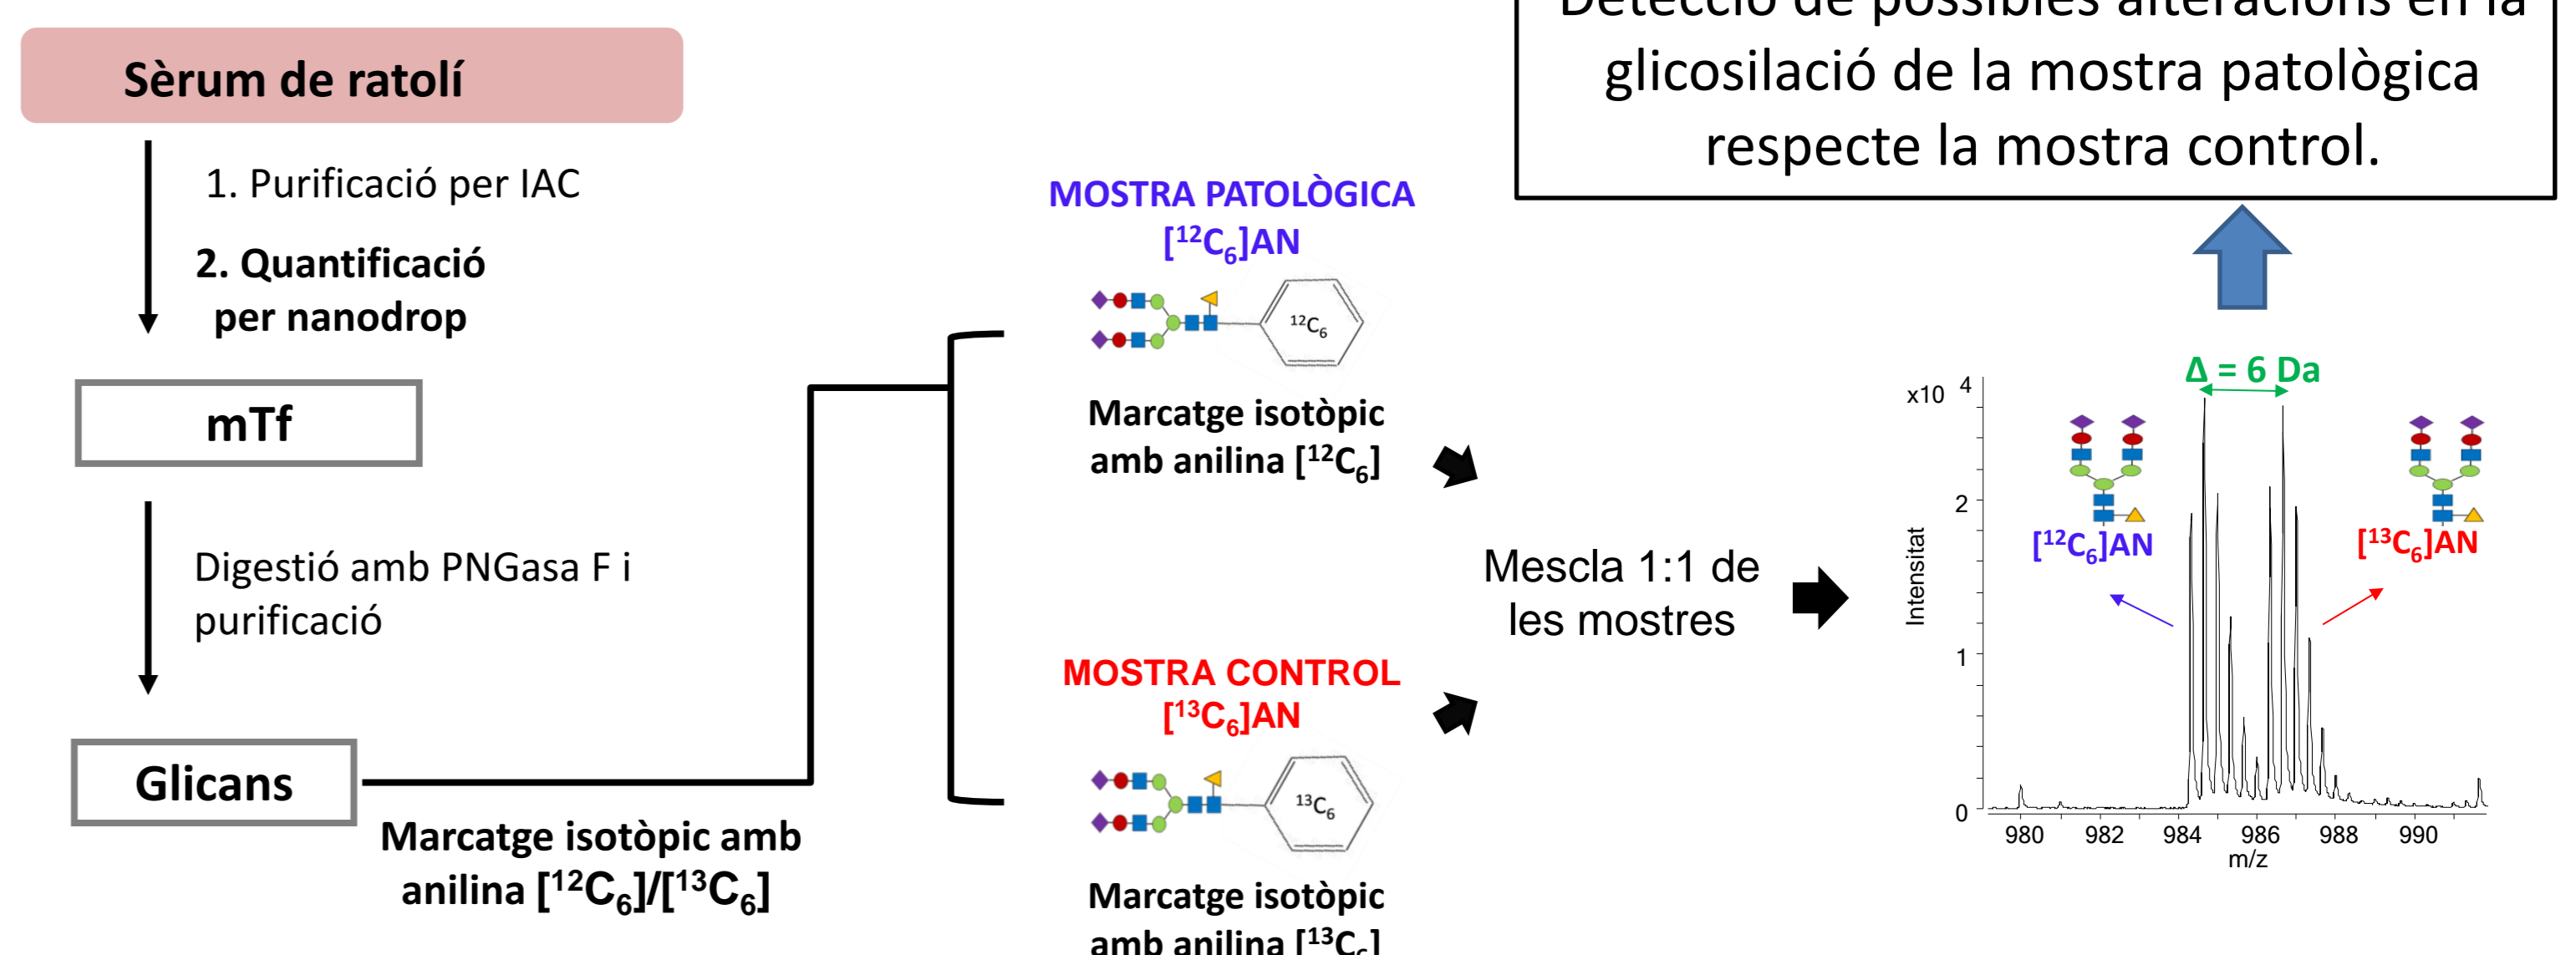 Sèrum de ratolí
1. Purificació per IAC
2. Quantificació
per nanodrop
mTf
Digestió amb PNGasa F i
purificació
Glicans
Marcatge isotòpic amb
anilina [¹²C₆]/[¹³C₆]
MOSTRA PATOLÒGICA
[¹²C₆]AN
¹²C₆
Marcatge isotòpic
amb anilina [¹²C₆]
MOSTRA CONTROL
[¹³C₆]AN
¹³C₆
Marcatge isotòpic
amb anilina [¹³C₆]
Mescla 1:1 de
les mostres
Detecció de possibles alteracions en la
glicosilació de la mostra patològica
respecte la mostra control.
Δ = 6 Da
x10 4
2
1
0
Intensitat
[¹²C₆]AN
[¹³C₆]AN
980 982 984 986 988 990
m/z